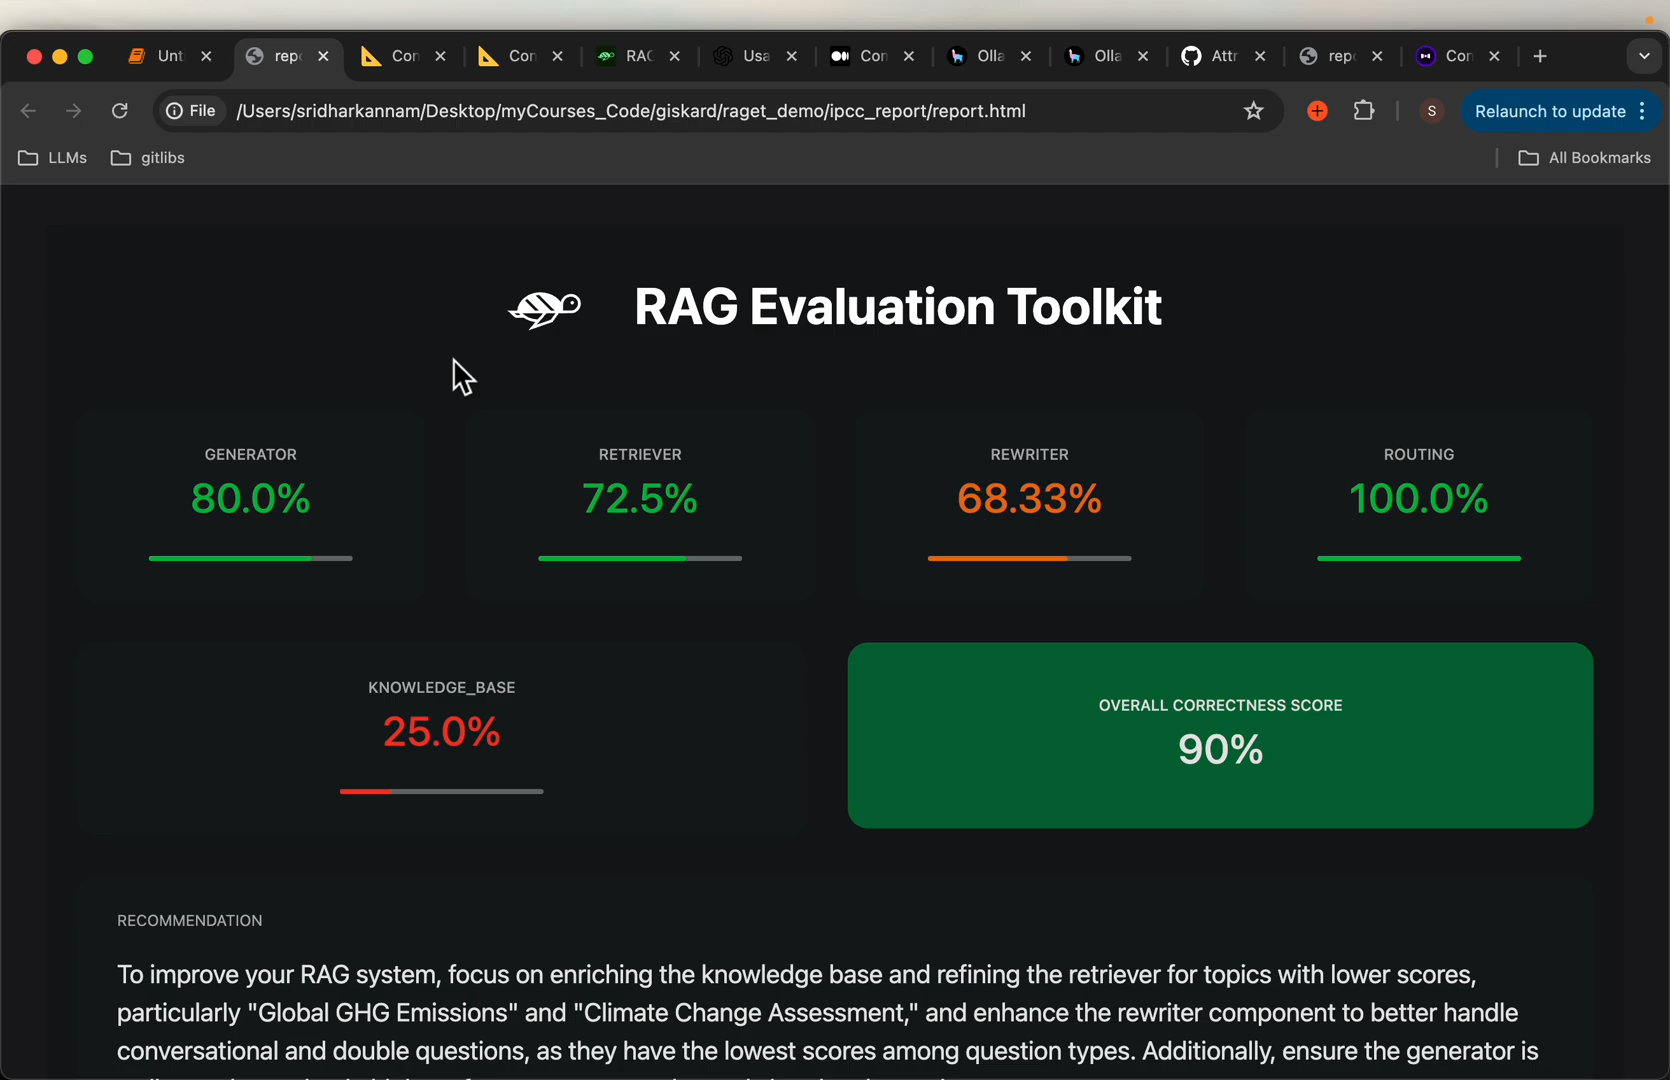 Unt
repo
Con
Con
RAG
Usa
Con
Olla
Olla
Attr
repo
Con
File
/Users/sridharkannam/Desktop/myCourses_Code/giskard/raget_demo/ipcc_report/report.html
S
Relaunch to update
LLMs
gitlibs
All Bookmarks
RAG Evaluation Toolkit
GENERATOR
80.0%
RETRIEVER
72.5%
REWRITER
68.33%
ROUTING
100.0%
KNOWLEDGE_BASE
25.0%
OVERALL CORRECTNESS SCORE
90%
RECOMMENDATION
To improve your RAG system, focus on enriching the knowledge base and refining the retriever for topics with lower scores,
particularly "Global GHG Emissions" and "Climate Change Assessment," and enhance the rewriter component to better handle
conversational and double questions, as they have the lowest scores among question types. Additionally, ensure the generator is